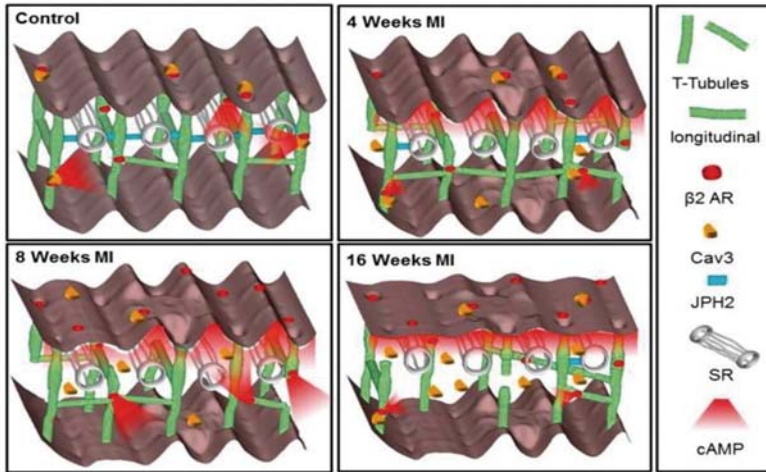 Control
4 Weeks MI
8 Weeks MI
16 Weeks MI
T-Tubules
longitudinal
β2 AR
Cav3
JPH2
SR
cAMP